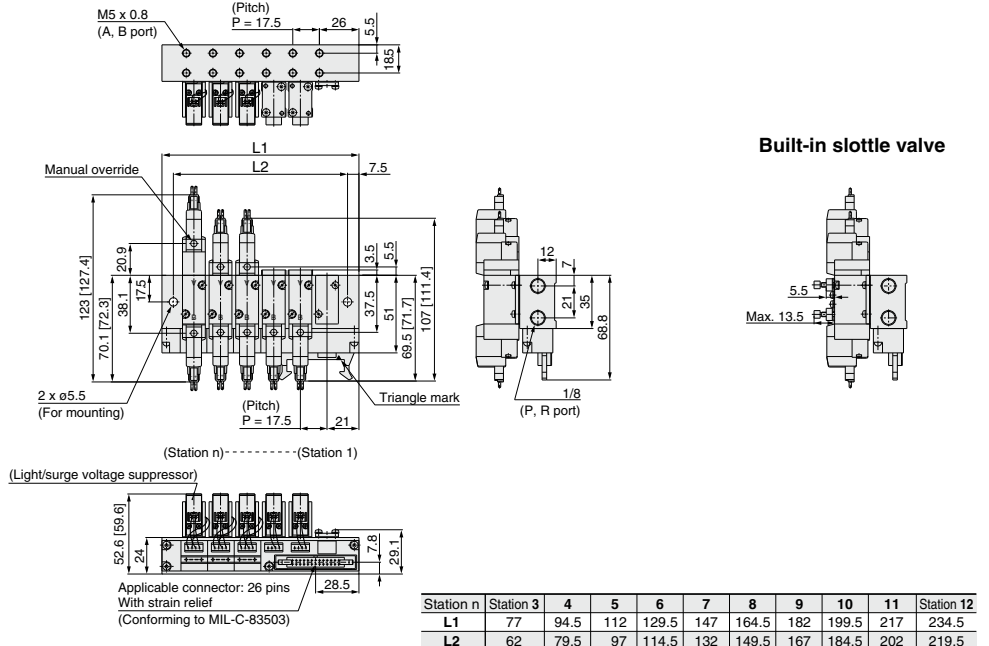 M5 x 0.8
(A, B port)
(Pitch)
P = 17.5
26
5.5
18.5
L1
L2
7.5
Manual override
123 [127.4]
70.1 [72.3]
20.9
38.1
17.5
3.5
5.5
37.5
51
69.5 [71.7]
107 [111.4]
2 x ø5.5
(For mounting)
(Pitch)
P = 17.5
21
Triangle mark
(Station n)----------(Station 1)
12
7
21
35
68.8
1/8
(P, R port)
Built-in slottle valve
5.5
Max. 13.5
(Light/surge voltage suppressor)
52.6 [59.6]
24
7.8
29.1
28.5
Applicable connector: 26 pins
With strain relief
(Conforming to MIL-C-83503)
Station n Station 3 4 5 6 7 8 9 10 11 Station 12
L1 77 94.5 112 129.5 147 164.5 182 199.5 217 234.5
L2 62 79.5 97 114.5 132 149.5 167 184.5 202 219.5